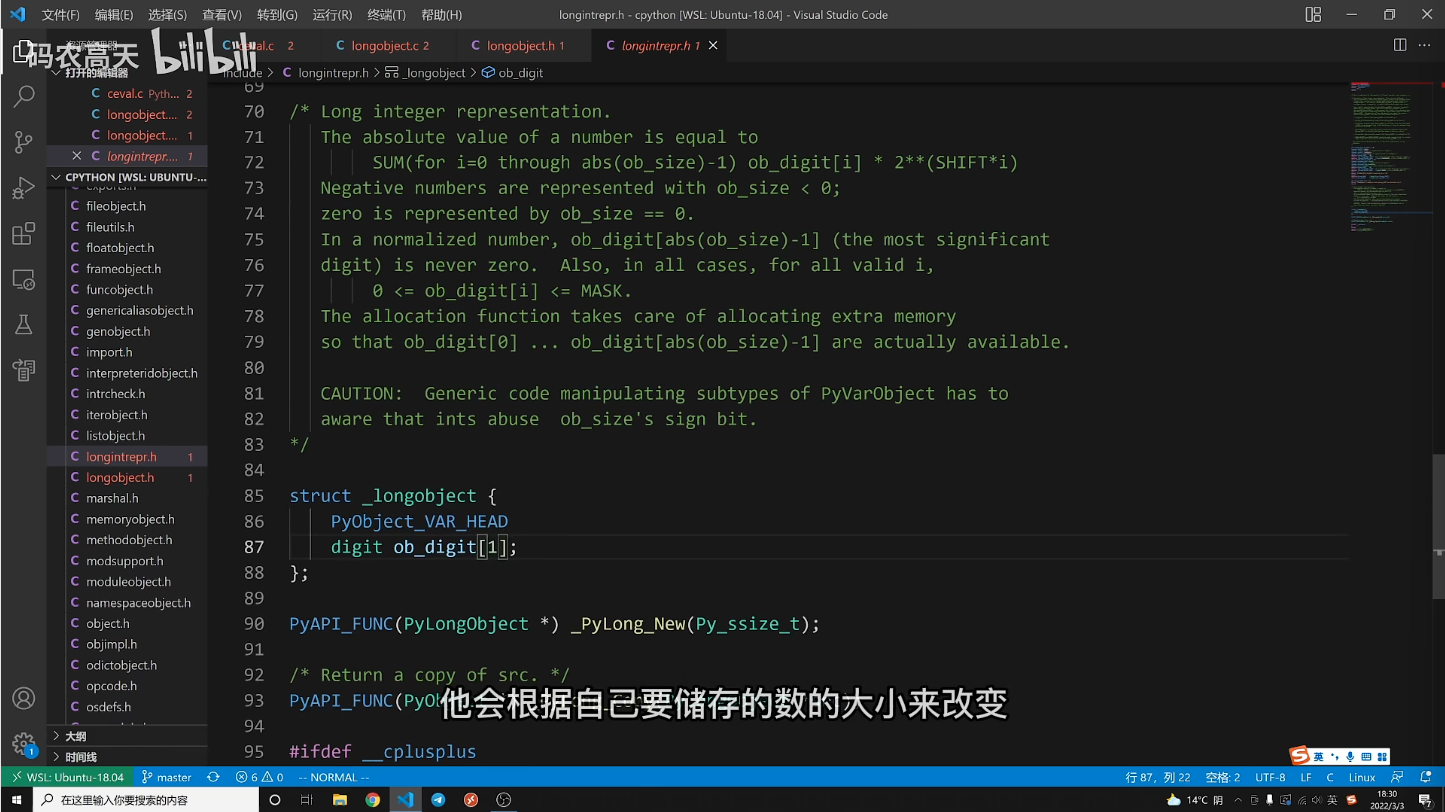 文件(F) 编辑(E) 选择(S) 查看(V) 转到(G) 运行(R) 终端(T) 帮助(H) longintrepr.h - cpython [WSL: Ubuntu-18.04] - Visual Studio Code
码农高天 bilibili
ceval.c 2 longobject.c 2 longobject.h 1 longintrepr.h 1
打开的编辑器
include > longintrepr.h > _longobject > ob_digit
ceval.c Pyth... 2
longobject.... 2
longobject.... 1
longintrepr.... 1
CPYTHON [WSL: UBUNTU-...
exports.h
fileobject.h
fileutils.h
floatobject.h
frameobject.h
funcobject.h
genericaliasobject.h
genobject.h
import.h
interpreteridobject.h
intrcheck.h
iterobject.h
listobject.h
longintrepr.h 1
longobject.h 1
marshal.h
memoryobject.h
methodobject.h
modsupport.h
moduleobject.h
namespaceobject.h
object.h
objimpl.h
odictobject.h
opcode.h
osdefs.h
大纲
时间线
69
70 /* Long integer representation.
71 The absolute value of a number is equal to
72 SUM(for i=0 through abs(ob_size)-1) ob_digit[i] * 2**(SHIFT*i)
73 Negative numbers are represented with ob_size < 0;
74 zero is represented by ob_size == 0.
75 In a normalized number, ob_digit[abs(ob_size)-1] (the most significant
76 digit) is never zero. Also, in all cases, for all valid i,
77 0 <= ob_digit[i] <= MASK.
78 The allocation function takes care of allocating extra memory
79 so that ob_digit[0] ... ob_digit[abs(ob_size)-1] are actually available.
80
81 CAUTION: Generic code manipulating subtypes of PyVarObject has to
82 aware that ints abuse ob_size's sign bit.
83 */
84
85 struct _longobject {
86 PyObject_VAR_HEAD
87 digit ob_digit[1];
88 };
89
90 PyAPI_FUNC(PyLongObject *) _PyLong_New(Py_ssize_t);
91
92 /* Return a copy of src. */
93 PyAPI_FUNC(PyO
他会根据自己要储存的数的大小来改变
94
95 #ifdef __cplusplus
英
WSL: Ubuntu-18.04 master 6 0 -- NORMAL -- 行 87，列 22 空格: 2 UTF-8 LF C Linux
在这里输入你要搜索的内容 14°C 阴 英 18:30
2022/3/3